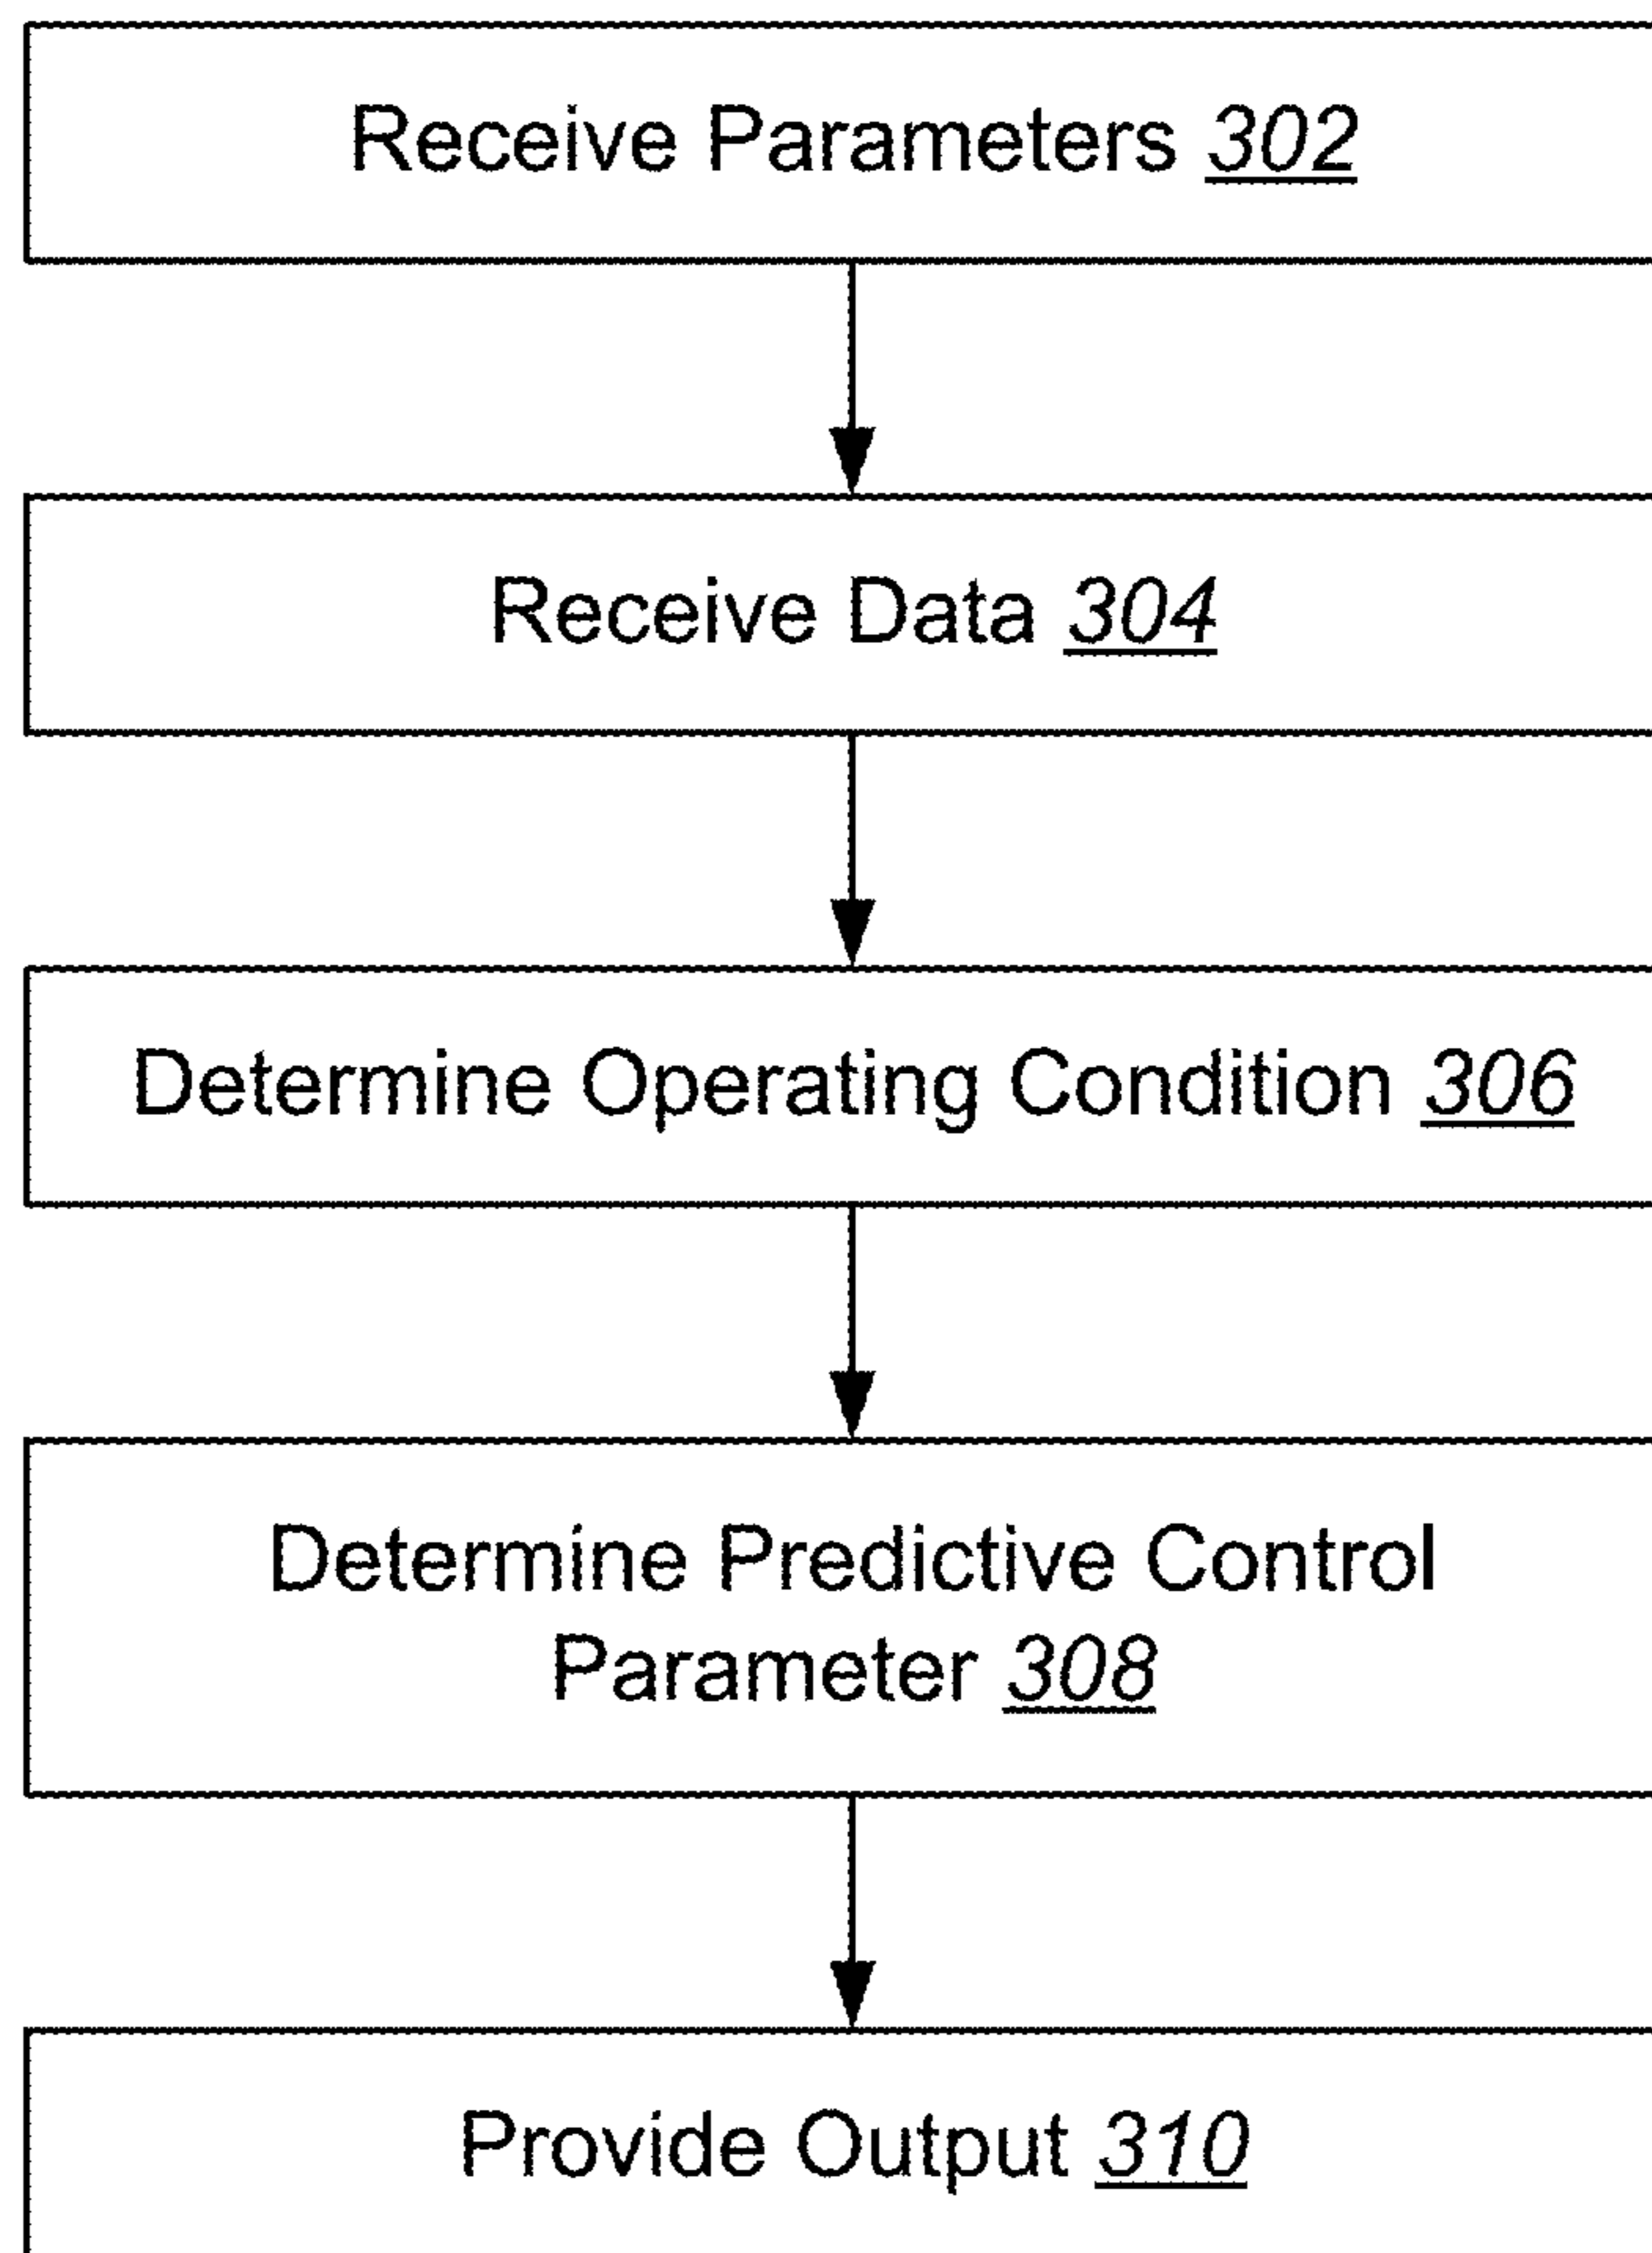 Receive Parameters 302
Receive Data 304
Determine Operating Condition 306
Determine Predictive Control
Parameter 308
Provide Output 310